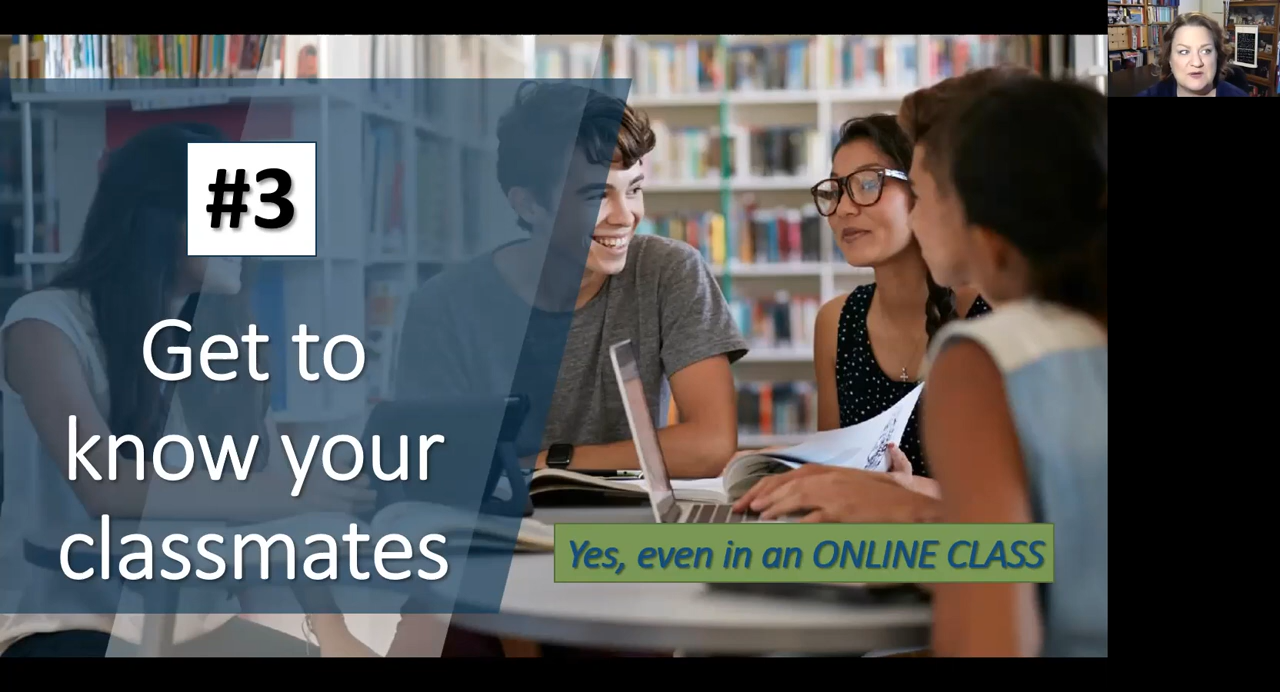 #3
Get to
know your
classmates
Yes, even in an ONLINE CLASS